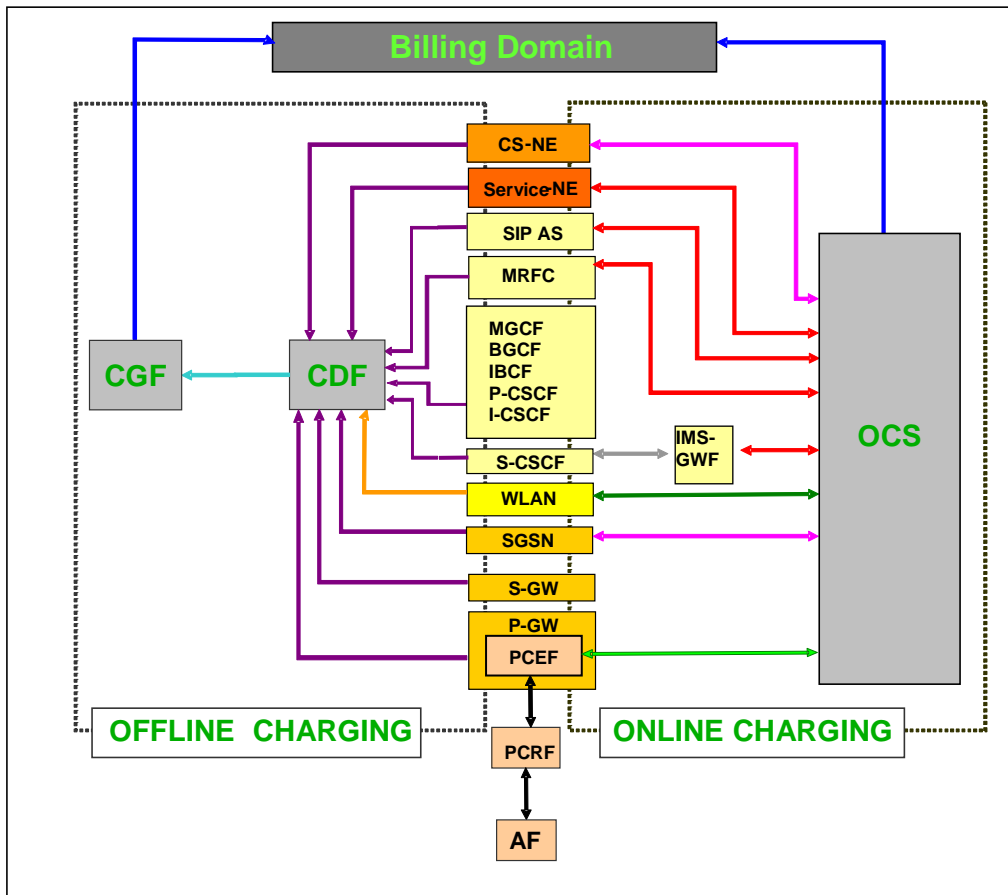 Billing Domain
CS-NE
Service-NE
SIP AS
MRFC
MGCF
BGCF
IBCF
P-CSCF
I-CSCF
CGF
CDF
OCS
IMS-
GWF
S-CSCF
WLAN
SGSN
S-GW
P-GW
PCEF
OFFLINE CHARGING
ONLINE CHARGING
PCRF
AF